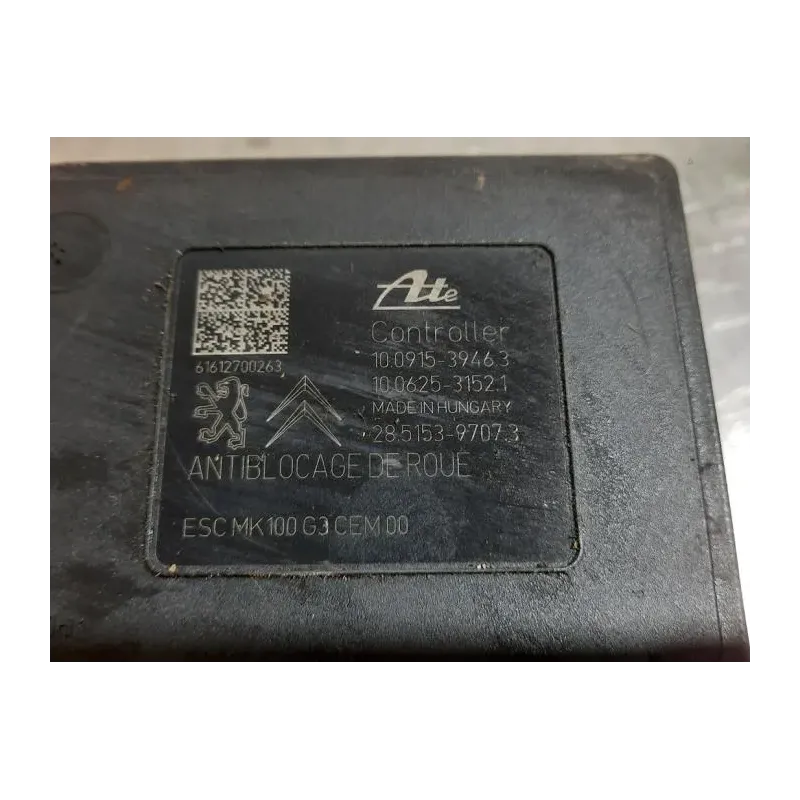 Ate
Controller
10.0915-3946.3
10.0625-3152.1
61612700263
MADE IN HUNGARY
28.5153-9707.3
ANTIBLOCAGE DE ROUE
ESC MK100 G3 CEM 00